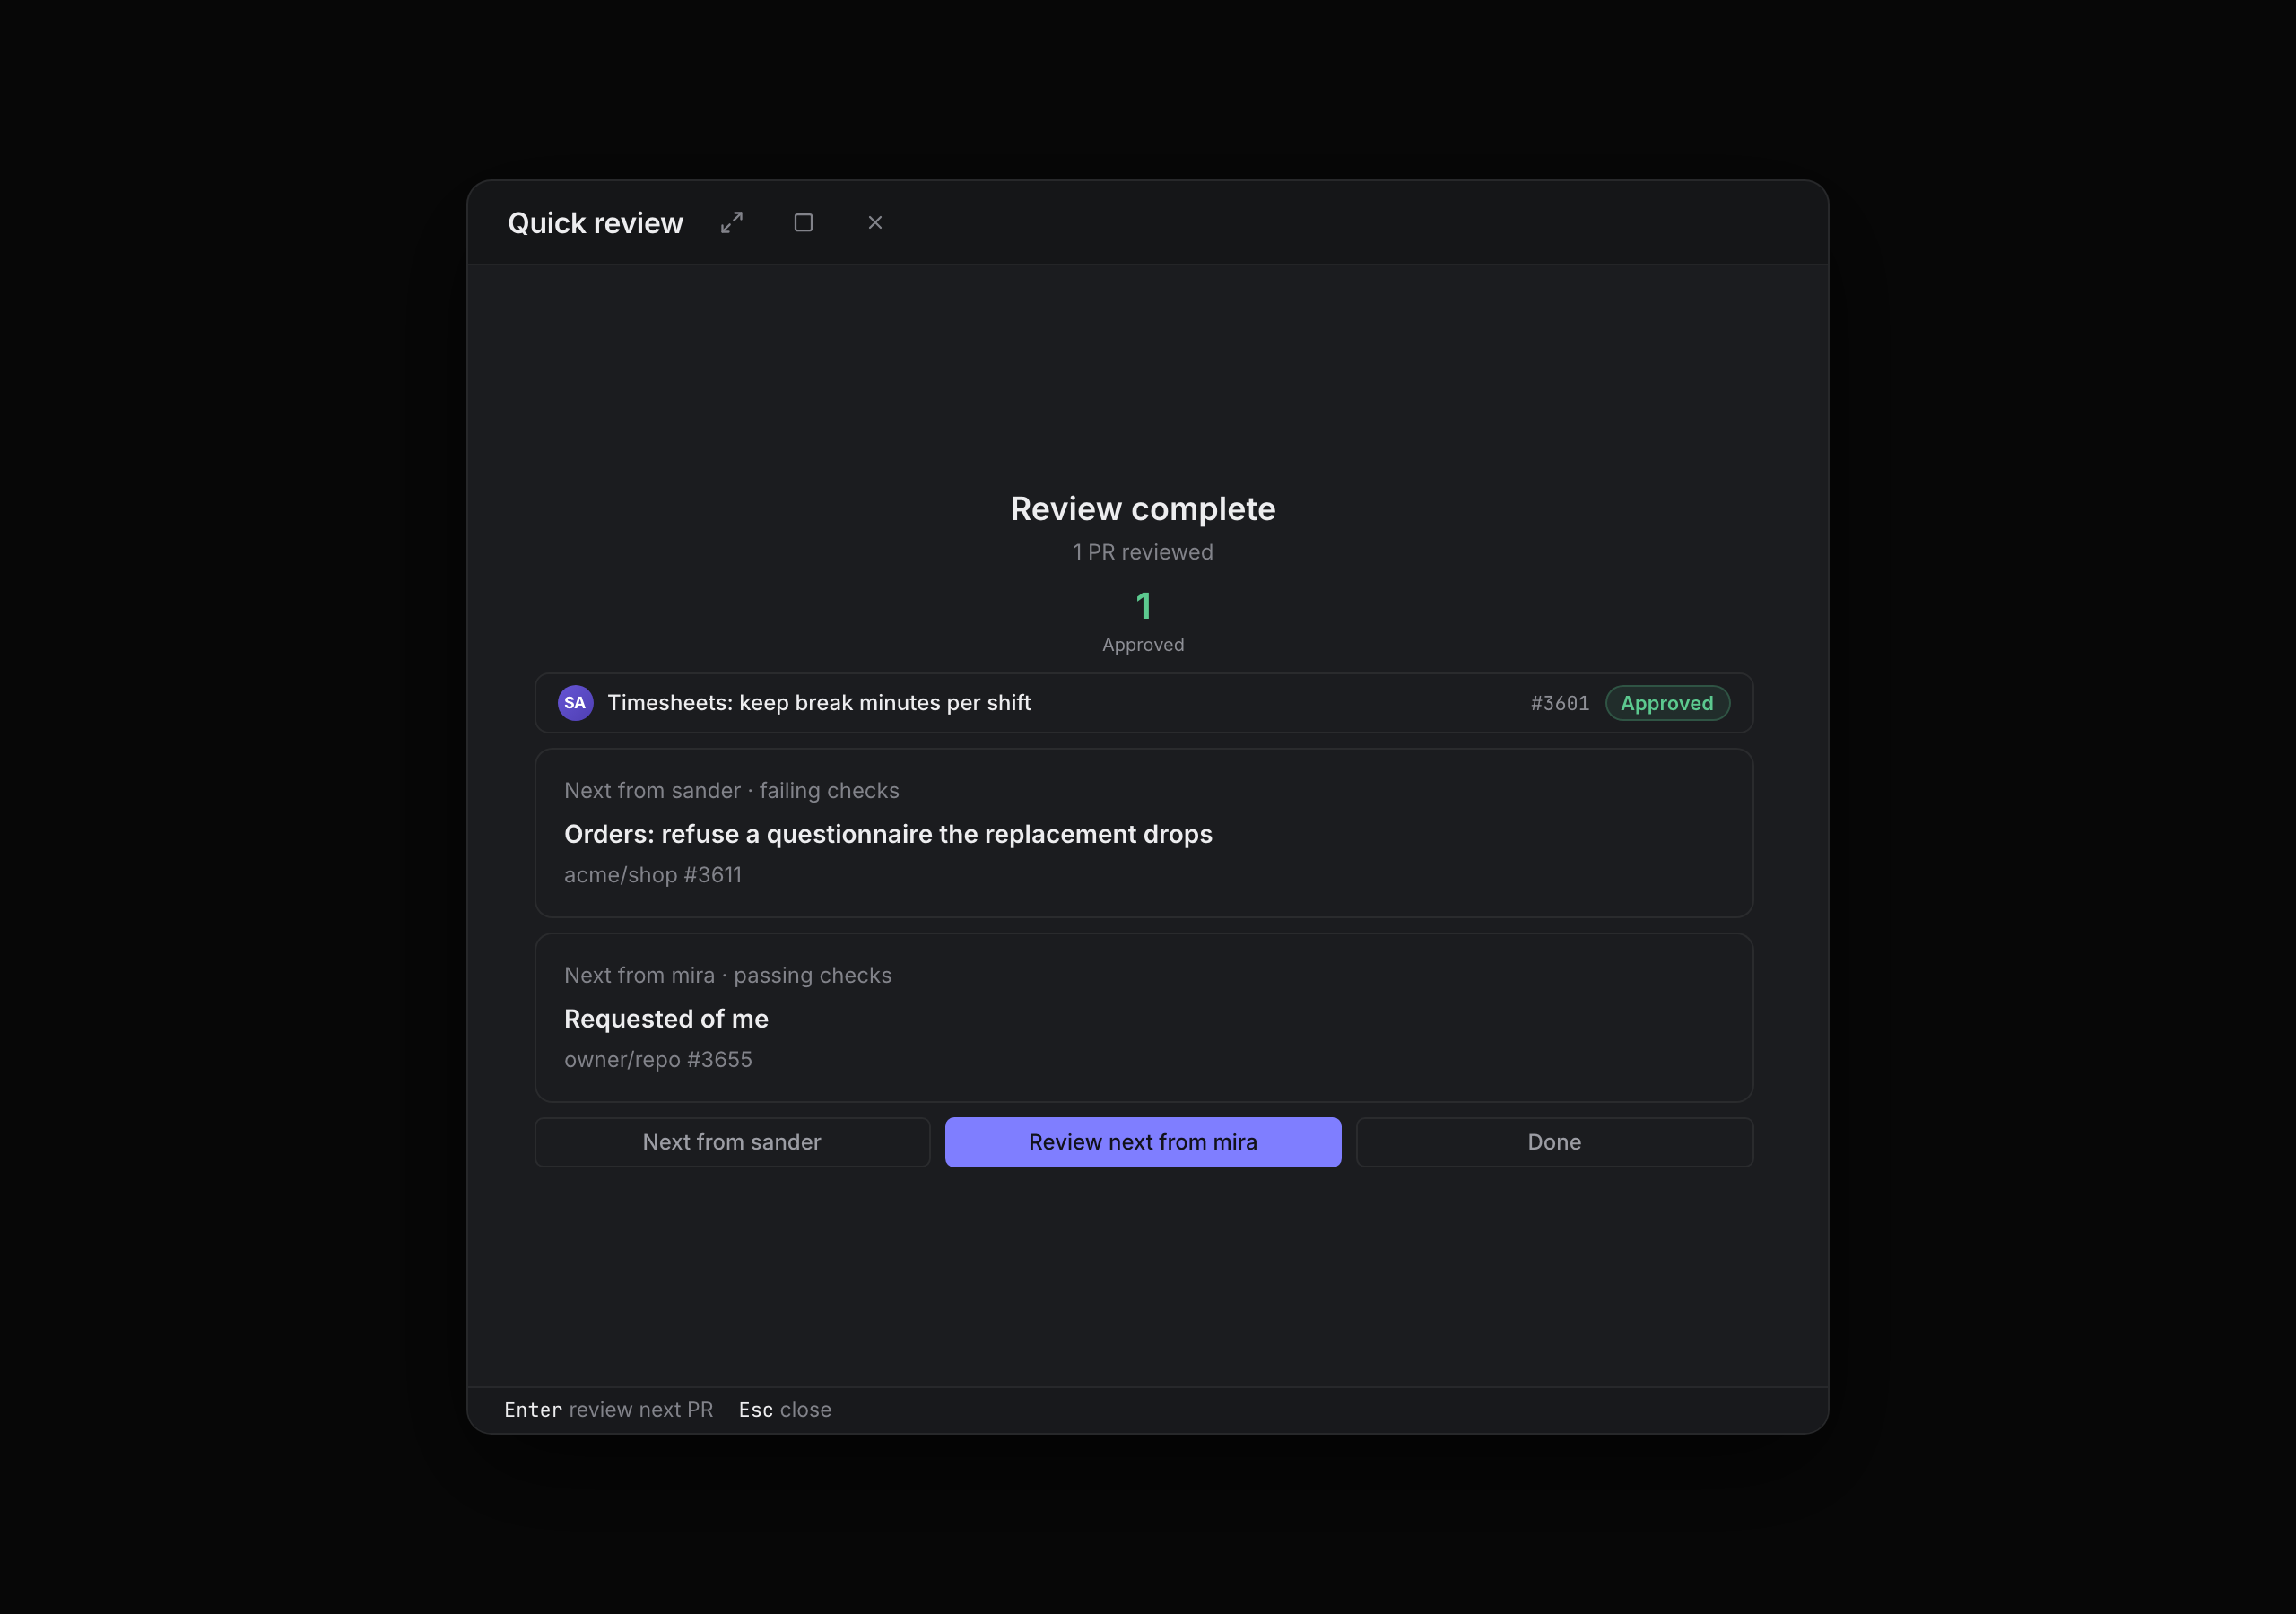 Quick review
Review complete
1 PR reviewed
1
Approved
SA Timesheets: keep break minutes per shift #3601 Approved
Next from sander · failing checks
Orders: refuse a questionnaire the replacement drops
acme/shop #3611
Next from mira · passing checks
Requested of me
owner/repo #3655
Next from sander Review next from mira Done
Enter review next PR Esc close